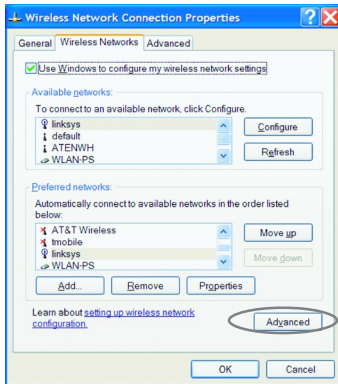 Wireless Network Connection Properties
General Wireless Networks Advanced
Use Windows to configure my wireless network settings
Available networks:
To connect to an available network, click Configure.
linksys
default
ATENWH
WLAN-PS
Configure
Refresh
Preferred networks:
Automatically connect to available networks in the order listed
below:
AT&T Wireless
tmobile
linksys
WLAN-PS
Move up
Move down
Add... Remove Properties
Learn about setting up wireless network
configuration.
Advanced
OK Cancel